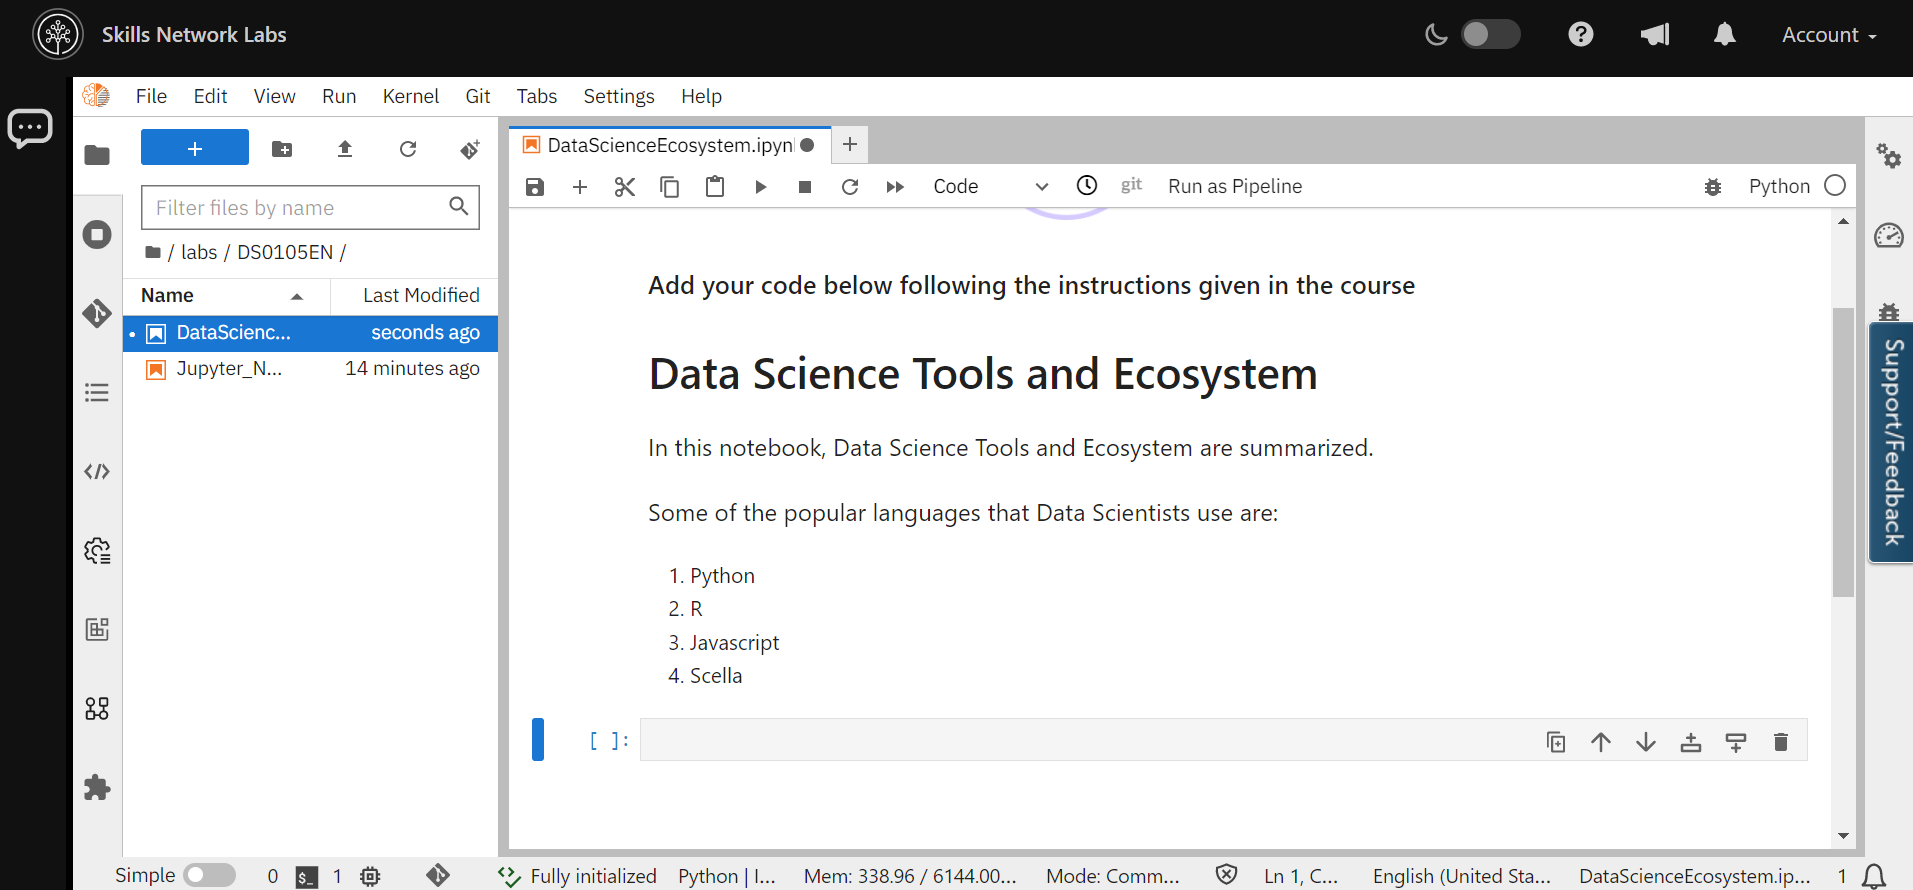 Skills Network Labs
Account
File Edit View Run Kernel Git Tabs Settings Help
DataScienceEcosystem.ipyn
Filter files by name
Code
git
Run as Pipeline
Python
/ labs / DS0105EN /
Name Last Modified
DataScienc... seconds ago
Jupyter_N... 14 minutes ago
Add your code below following the instructions given in the course
Data Science Tools and Ecosystem
In this notebook, Data Science Tools and Ecosystem are summarized.
Some of the popular languages that Data Scientists use are:
1. Python
2. R
3. Javascript
4. Scella
[ ]:
Support/Feedback
Simple 0 $_ 1 Fully initialized Python | I... Mem: 338.96 / 6144.00... Mode: Comm... Ln 1, C... English (United Sta... DataScienceEcosystem.ip... 1